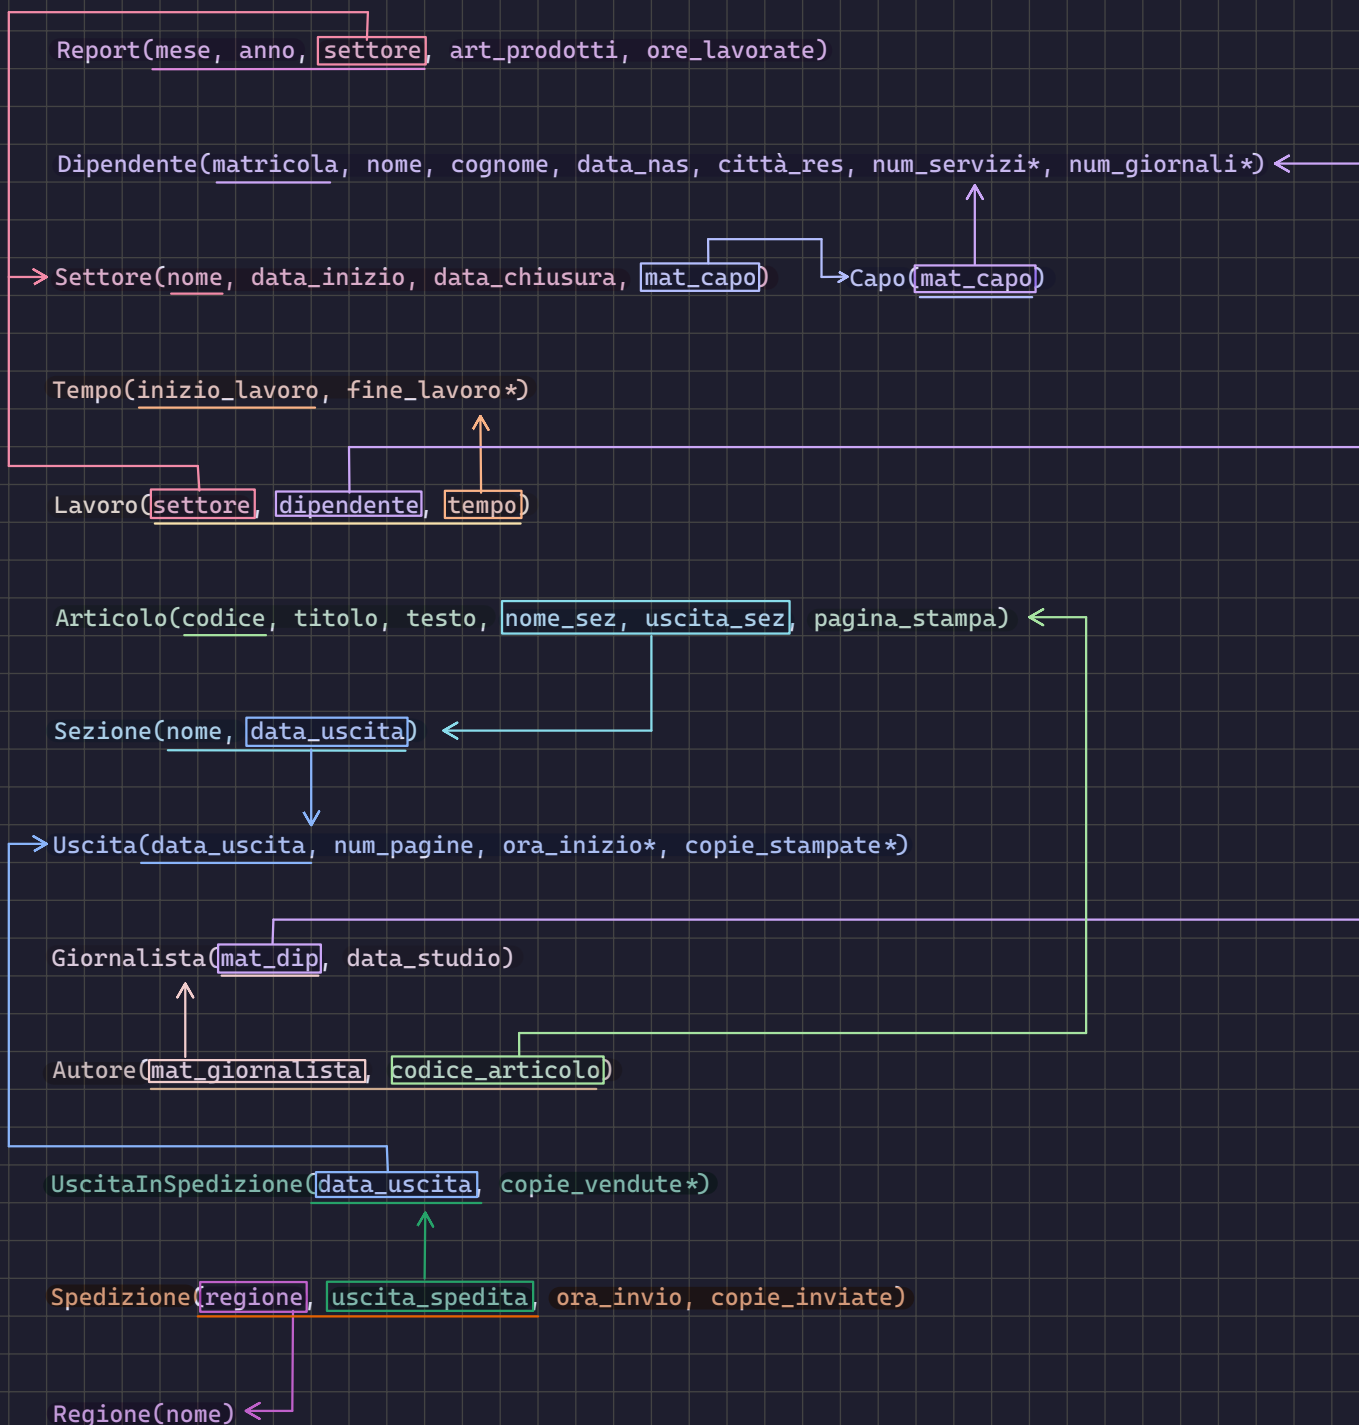 Report(mese, anno, settore, art_prodotti, ore_lavorate)
Dipendente(matricola, nome, cognome, data_nas, città_res, num_servizi*, num_giornali*)
Settore(nome, data_inizio, data_chiusura, mat_capo) Capo(mat_capo)
Tempo(inizio_lavoro, fine_lavoro*)
Lavoro(settore, dipendente, tempo)
Articolo(codice, titolo, testo, nome_sez, uscita_sez, pagina_stampa)
Sezione(nome, data_uscita)
Uscita(data_uscita, num_pagine, ora_inizio*, copie_stampate*)
Giornalista(mat_dip, data_studio)
Autore(mat_giornalista, codice_articolo)
UscitaInSpedizione(data_uscita, copie_vendute*)
Spedizione(regione, uscita_spedita, ora_invio, copie_inviate)
Regione(nome)